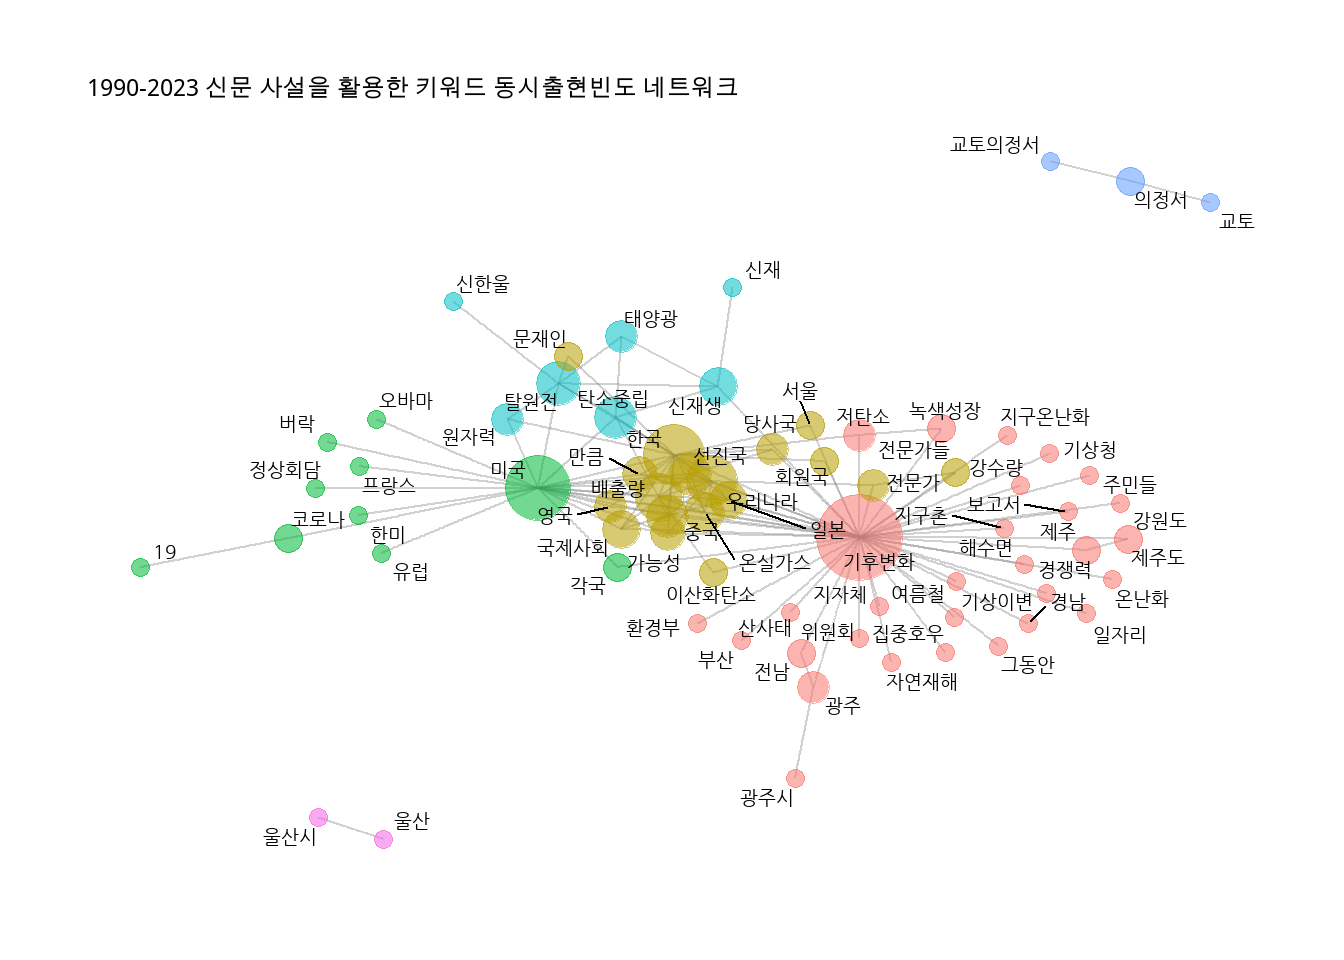 1990-2023 신문 사설을 활용한 키워드 동시출현빈도 네트워크
교토의정서
의정서
교토
신재
신한울
태양광
문재인
서울
오바마
탈원전
탄소중립
신재생
당사국
저탄소
녹색성장
지구온난화
버락
원자력
한국
전문가들
기상청
정상회담
프랑스
미국
만큼
선진국
회원국
강수량
전문가
주민들
배출량
우리나라
보고서
코로나
영국
지구촌
강원도
한미
중국
일본
제주
19
국제사회
해수면
제주도
유럽
각국
가능성
온실가스
기후변화
경쟁력
이산화탄소
지자체
여름철
기상이변
경남
온난화
환경부
산사태
위원회
집중호우
일자리
부산
전남
그동안
자연재해
광주
광주시
울산
울산시